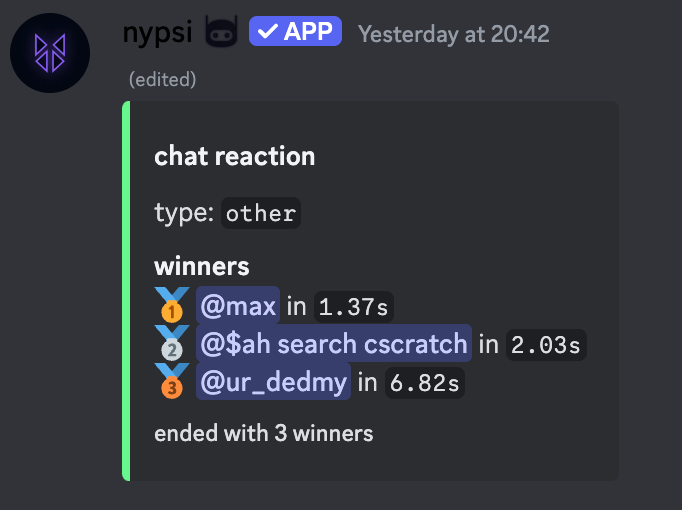 nypsi APP Yesterday at 20:42
(edited)
chat reaction
type: other
winners
🥇 @max in 1.37s
🥈 @$ah search cscratch in 2.03s
🥉 @ur_dedmy in 6.82s
ended with 3 winners